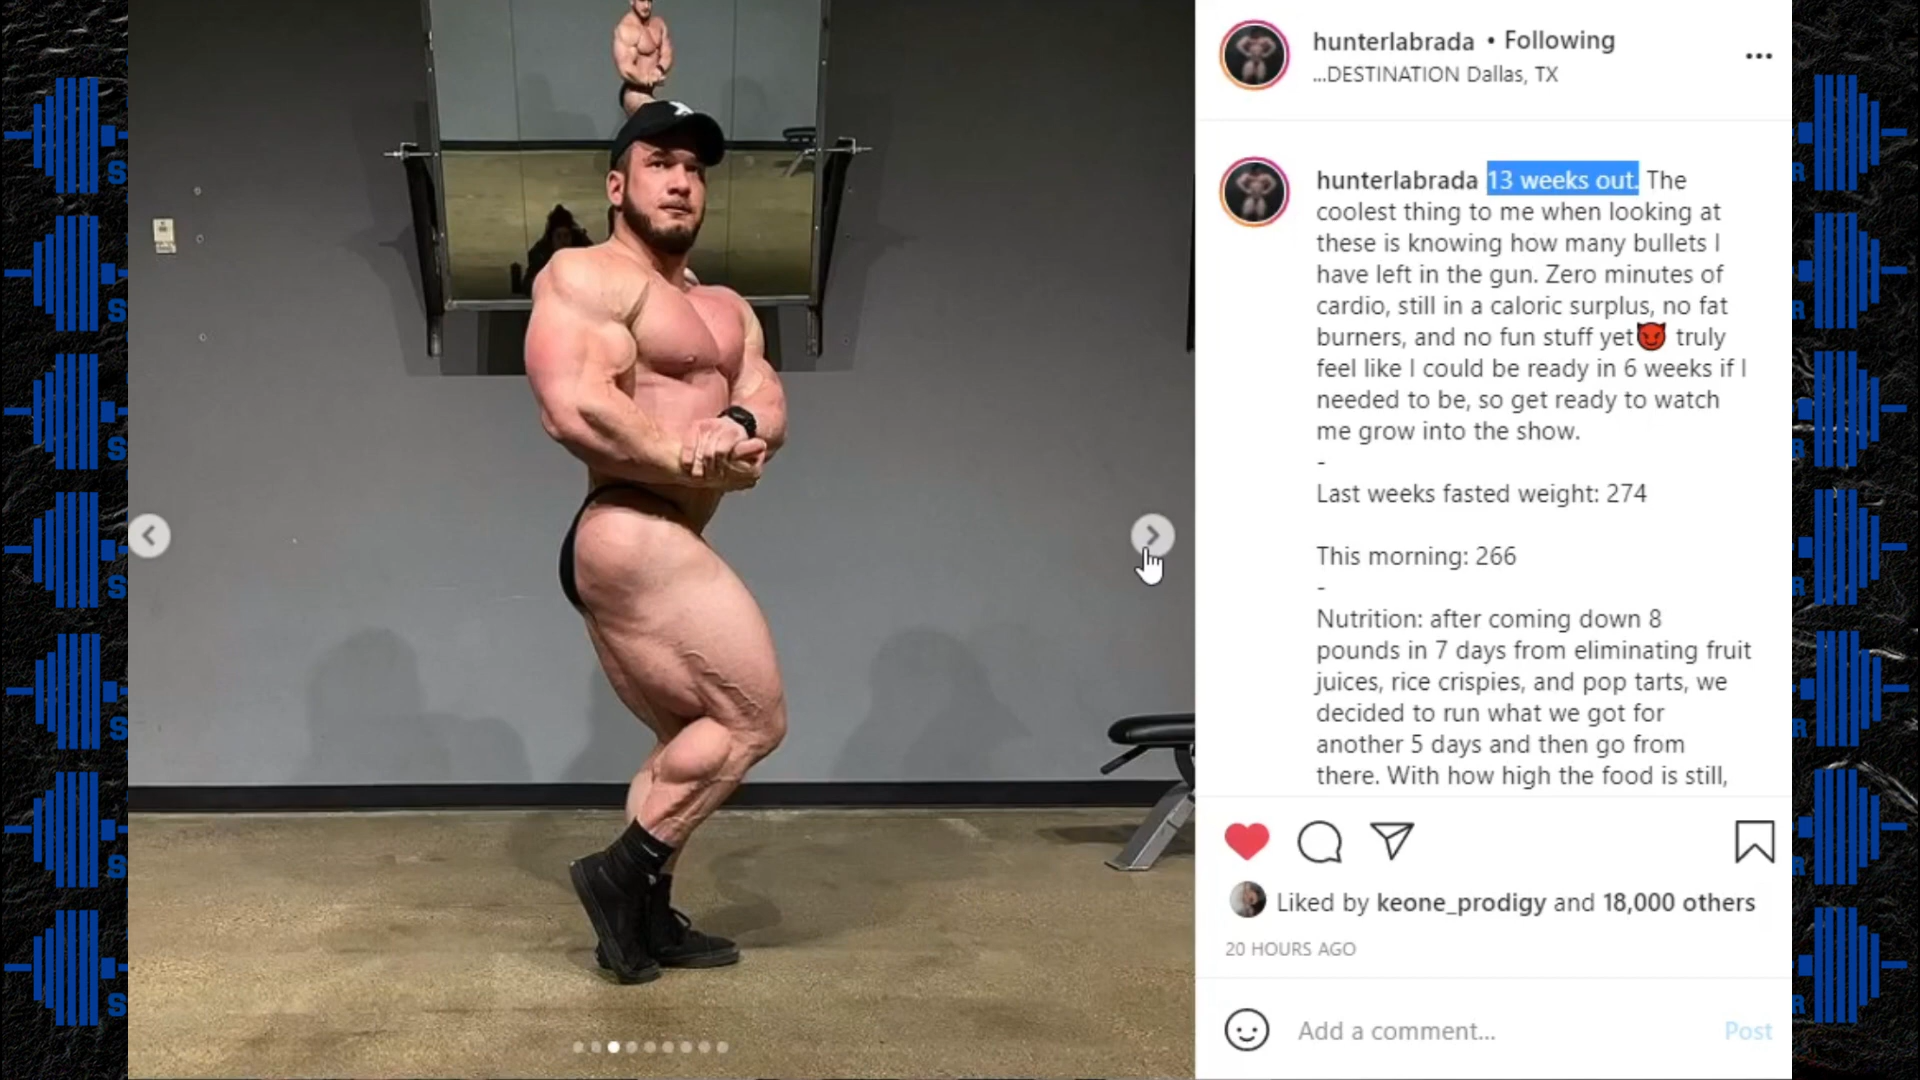 hunterlabrada • Following
...DESTINATION Dallas, TX
hunterlabrada 13 weeks out. The
coolest thing to me when looking at
these is knowing how many bullets I
have left in the gun. Zero minutes of
cardio, still in a caloric surplus, no fat
burners, and no fun stuff yet😈 truly
feel like I could be ready in 6 weeks if I
needed to be, so get ready to watch
me grow into the show.
-
Last weeks fasted weight: 274
This morning: 266
-
Nutrition: after coming down 8
pounds in 7 days from eliminating fruit
juices, rice crispies, and pop tarts, we
decided to run what we got for
another 5 days and then go from
there. With how high the food is still,
Liked by keone_prodigy and 18,000 others
20 HOURS AGO
Add a comment...
Post